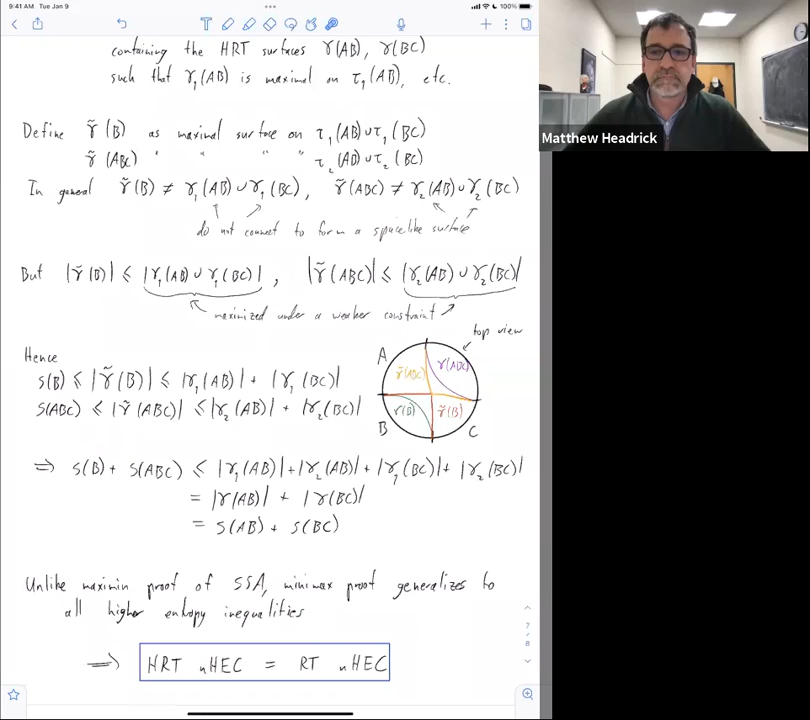 9:41 AM Tue Jan 9
100%
containing the HRT surfaces γ(AB), γ(BC)
such that γ₁(AB) is maximal on τ₁(AB), etc.
Define γ̃(B) as maximal surface on τ₁(AB)∪τ₁(BC)
γ̃(ABC) " " " " τ₂(AB)∪τ₂(BC)
In general γ̃(B) ≠ γ₁(AB)∪γ₁(BC), γ̃(ABC) ≠ γ₂(AB)∪γ₂(BC)
do not connect to form a spacelike surface
But |γ̃(B)| ≤ |γ₁(AB)∪γ₁(BC)|, |γ̃(ABC)| ≤ |γ₂(AB)∪γ₂(BC)|
maximized under a weaker constraint
top view
Hence
S(B) ≤ |γ̃(B)| ≤ |γ₁(AB)| + |γ₁(BC)|
S(ABC) ≤ |γ̃(ABC)| ≤ |γ₂(AB)| + |γ₂(BC)|
A
γ̃(ABC)
γ(ABC)
γ(B)
γ̃(B)
B
C
⇒ S(B) + S(ABC) ≤ |γ₁(AB)| + |γ₂(AB)| + |γ₁(BC)| + |γ₂(BC)|
= |γ(AB)| + |γ(BC)|
= S(AB) + S(BC)
Unlike maximin proof of SSA, minimax proof generalizes to
all higher entropy inequalities
⇒ HRT nHEC = RT nHEC
7
/
8
Matthew Headrick